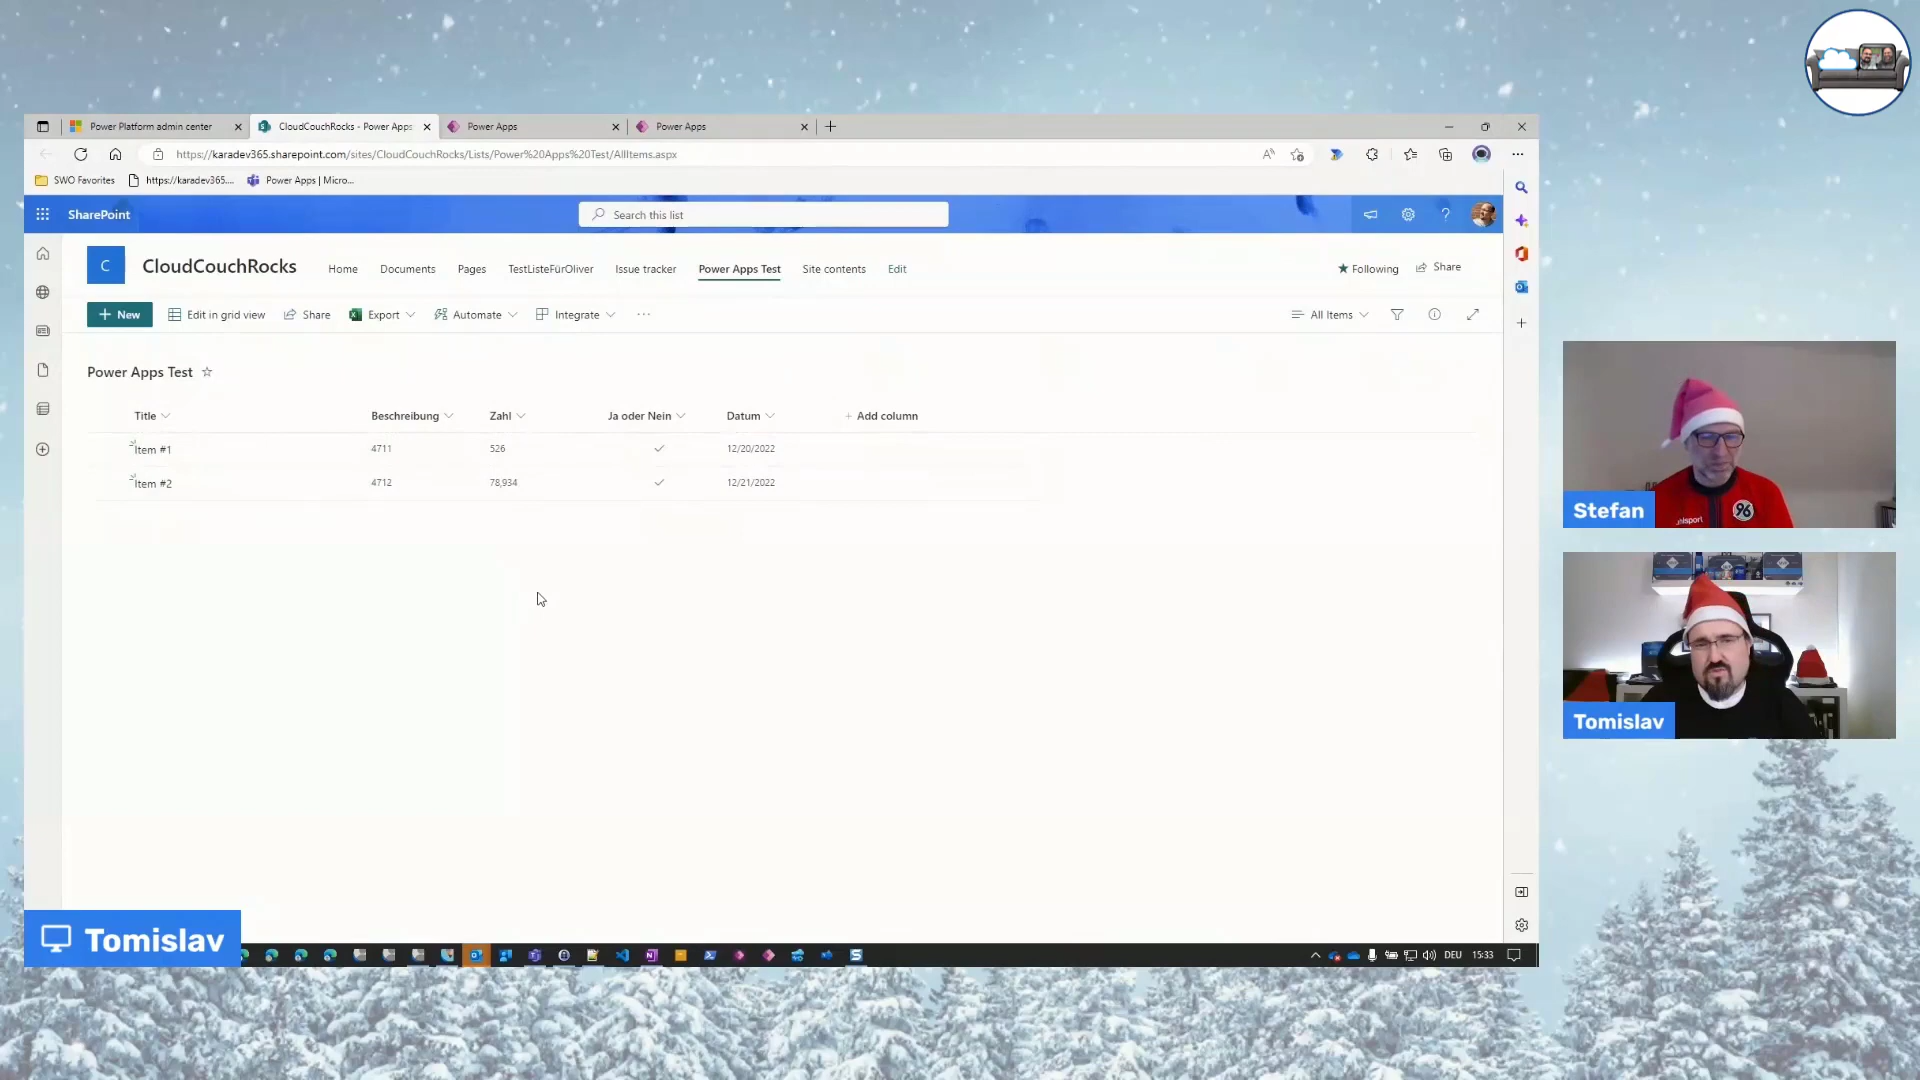 Power Platform admin center
CloudCouchRocks - Power Apps
Power Apps
Power Apps
https://karadev365.sharepoint.com/sites/CloudCouchRocks/Lists/Power%20Apps%20Test/AllItems.aspx
SWO Favorites
https://karadev365....
Power Apps | Micro...
SharePoint
Search this list
C
CloudCouchRocks
Home
Documents
Pages
TestListeFürOliver
Issue tracker
Power Apps Test
Site contents
Edit
Following
Share
New
Edit in grid view
Share
Export
Automate
Integrate
All Items
Power Apps Test
Title
Beschreibung
Zahl
Ja oder Nein
Datum
Add column
Item #1
4711
526
12/20/2022
Item #2
4712
78,934
12/21/2022
96
uhlsport
Stefan
Tomislav
Tomislav
DEU
15:33